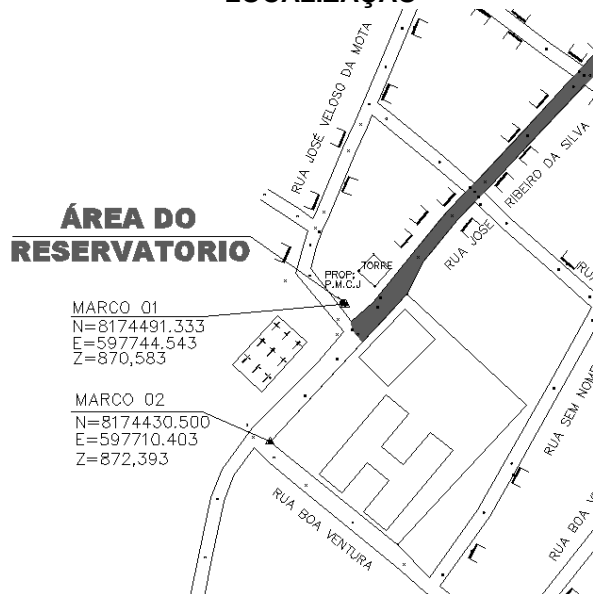 LOCALIZAÇÃO
RUA JOSÉ VELOSO DA MOTA
RIBEIRO DA SILVA
RUA JOSE
ÁREA DO
RESERVATORIO
TORRE
PROP:
P.M.C.J
RUA
MARCO 01
N=8174491.333
E=597744.543
Z=870,583
MARCO 02
N=8174430.500
E=597710.403
Z=872,393
RUA SEM NOME
RUA BOA VENTURA
RUA BOA V